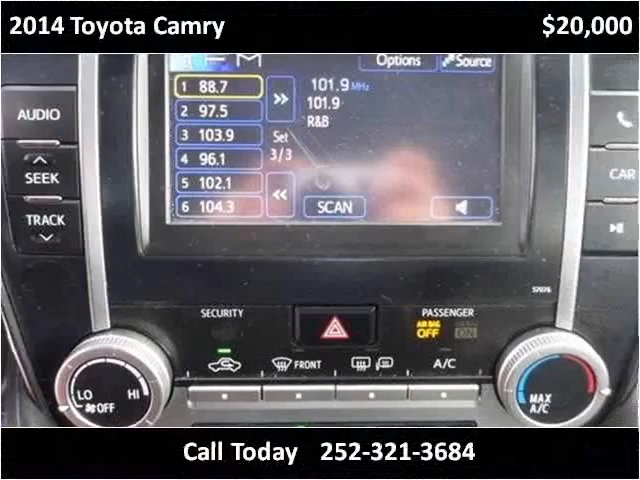 2014 Toyota Camry $20,000
Options Source
1 88.7 101.9 MHz
2 97.5 101.9
R&B
3 103.9 Set
4 96.1 3/3
5 102.1
6 104.3 SCAN
AUDIO
SEEK
TRACK
CAR
57076
SECURITY PASSENGER
AIR BAG
OFF ON
FRONT A/C
LO HI
OFF
MAX
A/C
Call Today 252-321-3684